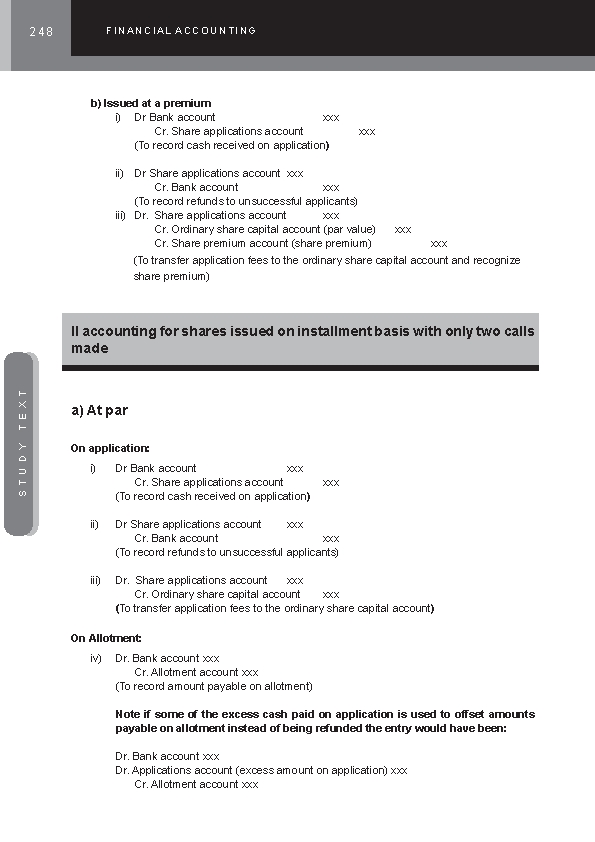 248
FINANCIAL ACCOUNTING
b) Issued at a premium
i) Dr Bank account xxx
Cr. Share applications account xxx
(To record cash received on application)
ii) Dr Share applications account xxx
Cr. Bank account xxx
(To record refunds to unsuccessful applicants)
iii) Dr. Share applications account xxx
Cr. Ordinary share capital account (par value) xxx
Cr. Share premium account (share premium) xxx
(To transfer application fees to the ordinary share capital account and recognize
share premium)
II accounting for shares issued on installment basis with only two calls
made
STUDY TEXT
a) At par
On application:
i) Dr Bank account xxx
Cr. Share applications account xxx
(To record cash received on application)
ii) Dr Share applications account xxx
Cr. Bank account xxx
(To record refunds to unsuccessful applicants)
iii) Dr. Share applications account xxx
Cr. Ordinary share capital account xxx
(To transfer application fees to the ordinary share capital account)
On Allotment:
iv) Dr. Bank account xxx
Cr. Allotment account xxx
(To record amount payable on allotment)
Note if some of the excess cash paid on application is used to offset amounts
payable on allotment instead of being refunded the entry would have been:
Dr. Bank account xxx
Dr. Applications account (excess amount on application) xxx
Cr. Allotment account xxx